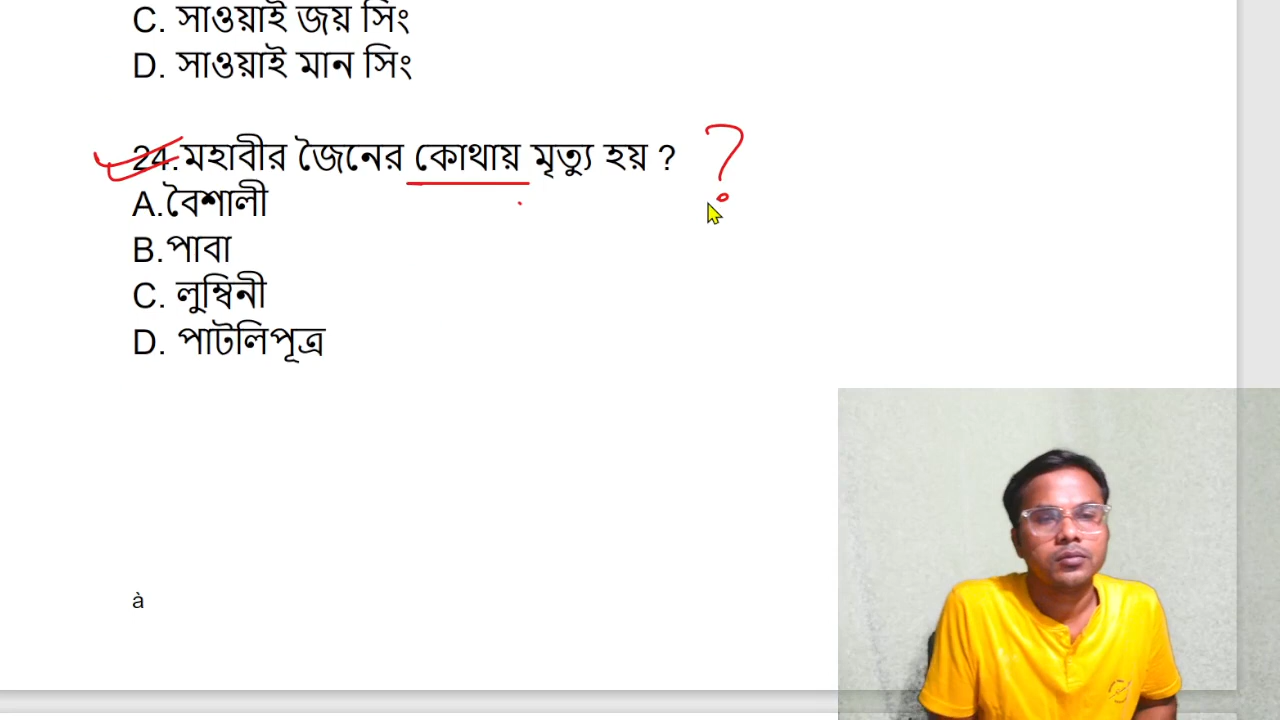 C. সাওয়াই জয় সিং
D. সাওয়াই মান সিং
24.মহাবীর জৈনের কোথায় মৃত্যু হয় ?
?
A.বৈশালী
B.পাবা
C. লুম্বিনী
D. পাটলিপূত্র
à